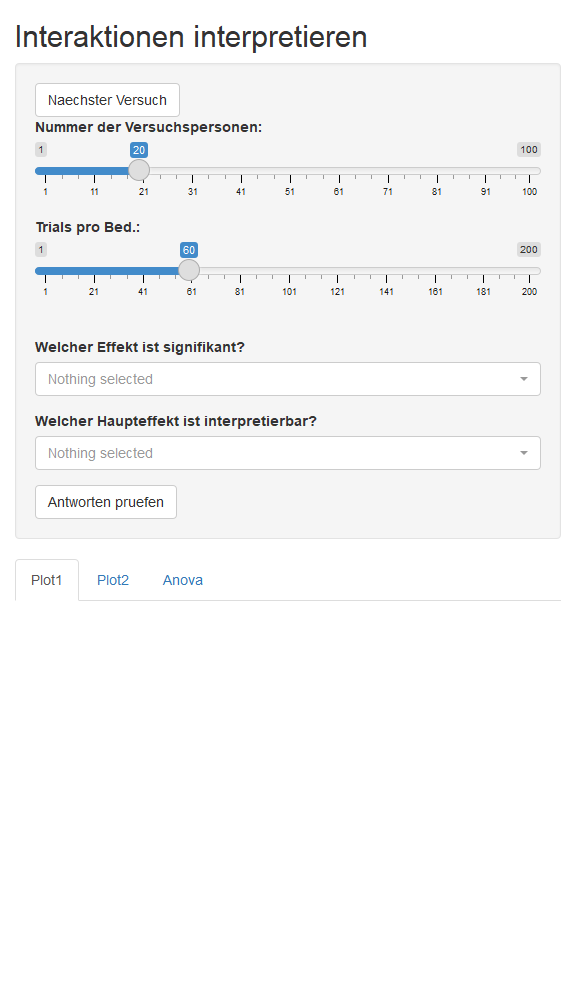 Interaktionen interpretieren
Naechster Versuch
Nummer der Versuchspersonen:
1 20 100
1 11 21 31 41 51 61 71 81 91 100
Trials pro Bed.:
1 60 200
1 21 41 61 81 101 121 141 161 181 200
Welcher Effekt ist signifikant?
Nothing selected
Welcher Haupteffekt ist interpretierbar?
Nothing selected
Antworten pruefen
Plot1 Plot2 Anova